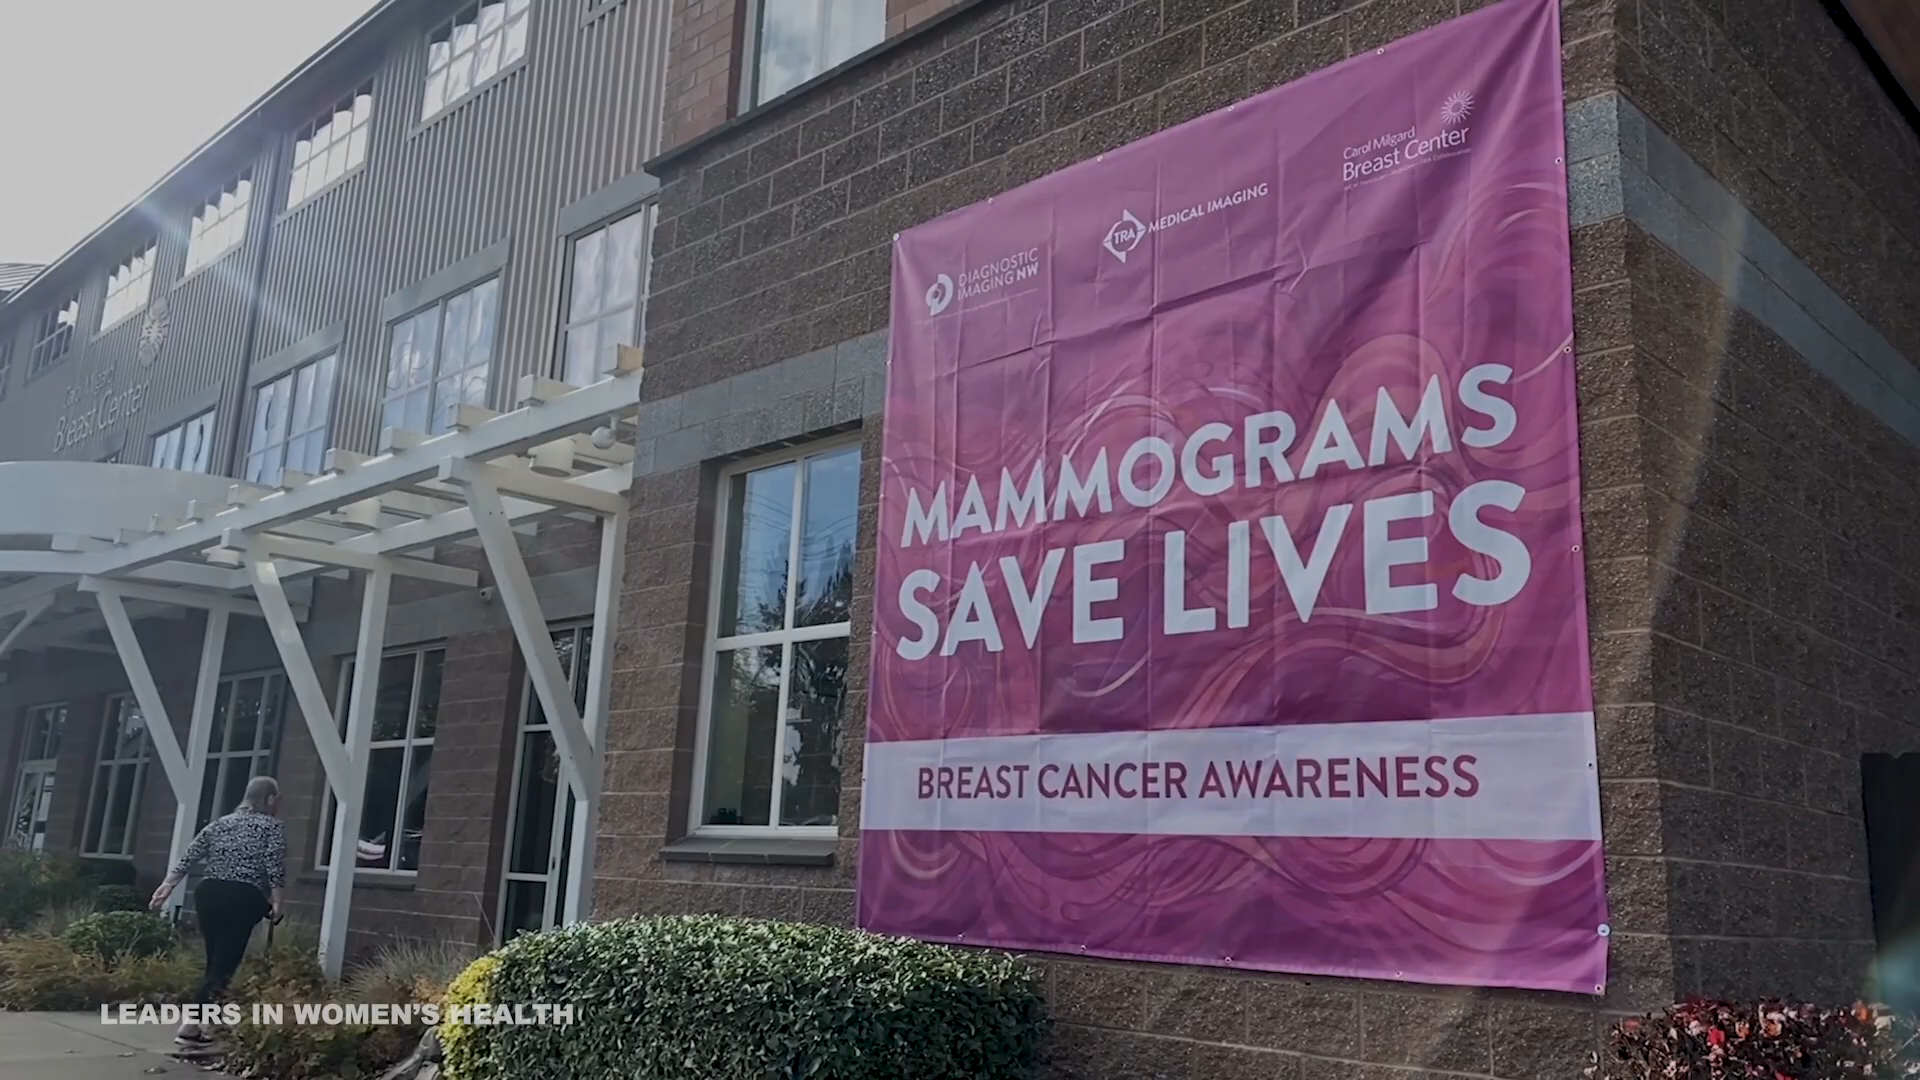 Carol Milgard
Breast Center
TRA
MEDICAL IMAGING
DIAGNOSTIC
IMAGING NW
MAMMOGRAMS
SAVE LIVES
BREAST CANCER AWARENESS
Breast Center
LEADERS IN WOMEN'S HEALTH